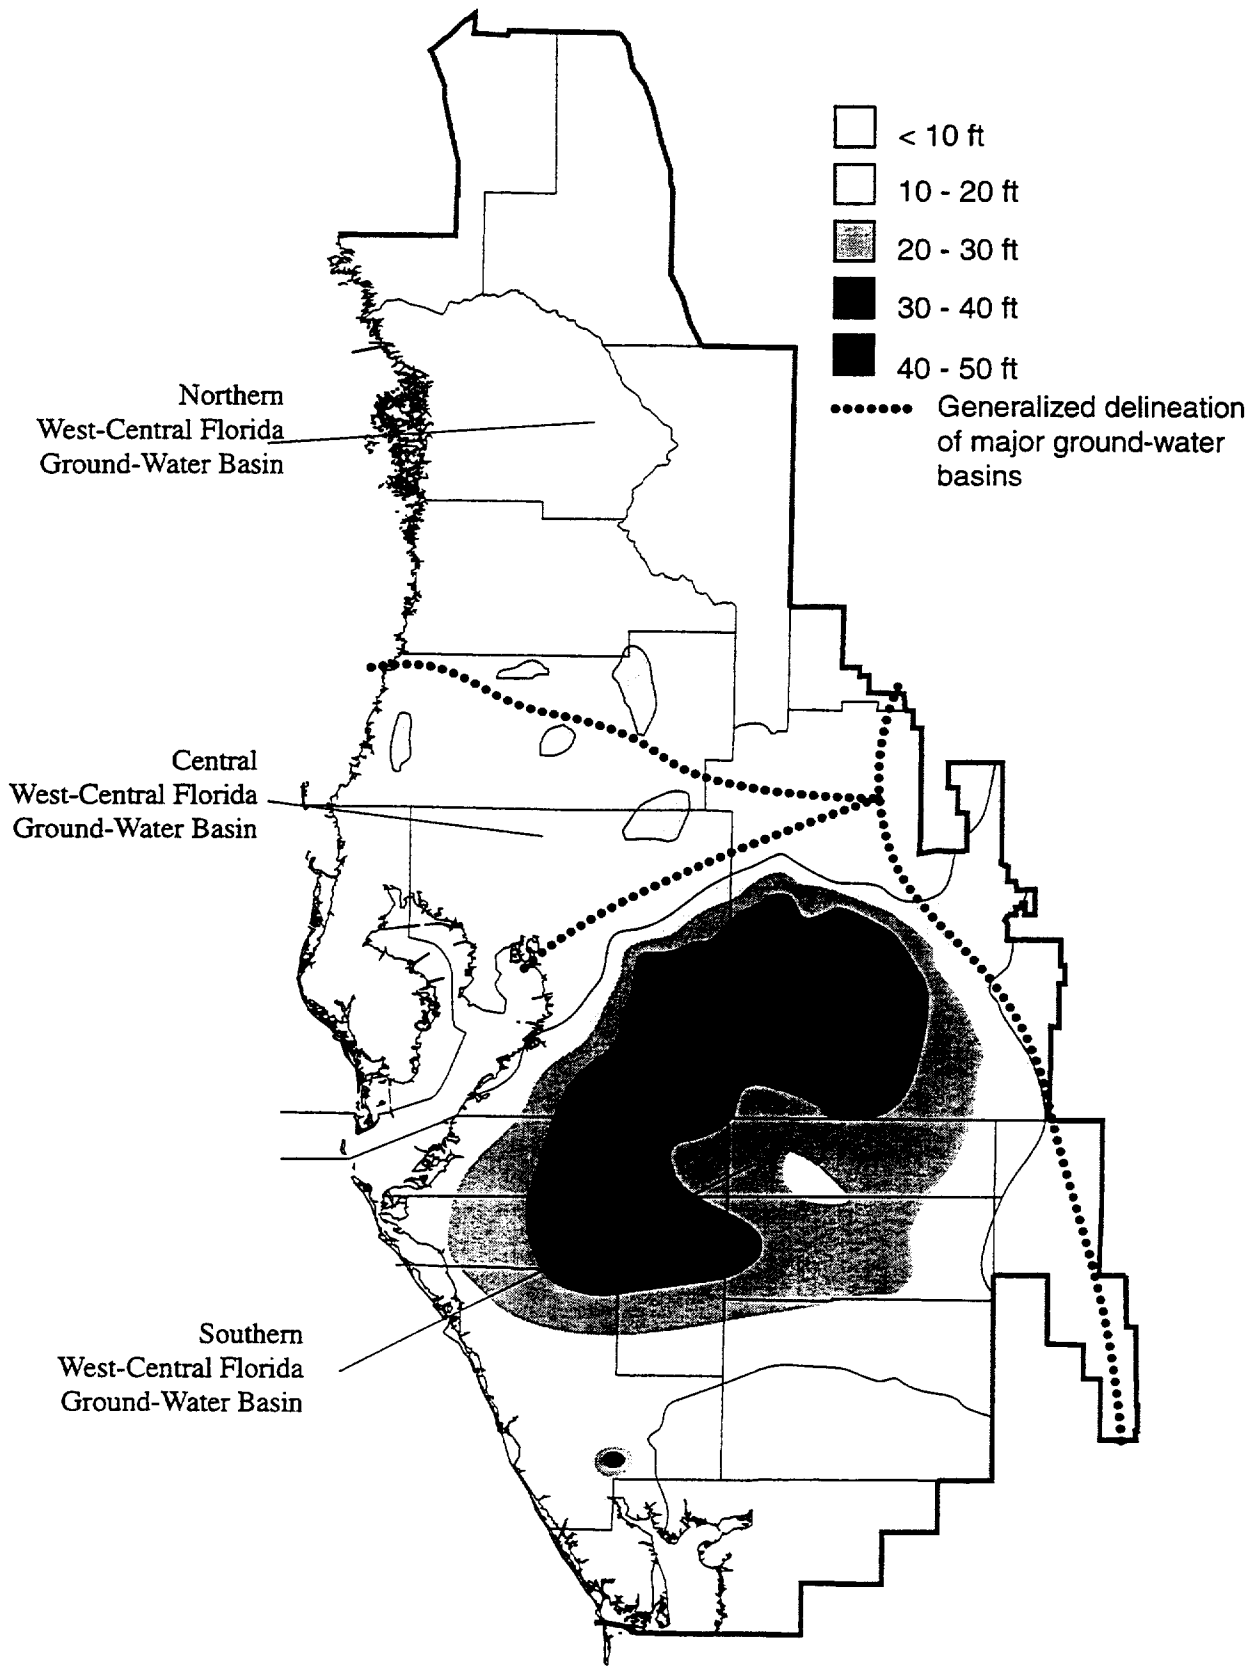 < 10 ft
10 - 20 ft
20 - 30 ft
30 - 40 ft
40 - 50 ft
Generalized delineation
of major ground-water
basins
Northern
West-Central Florida
Ground-Water Basin
Central
West-Central Florida
Ground-Water Basin
Southern
West-Central Florida
Ground-Water Basin